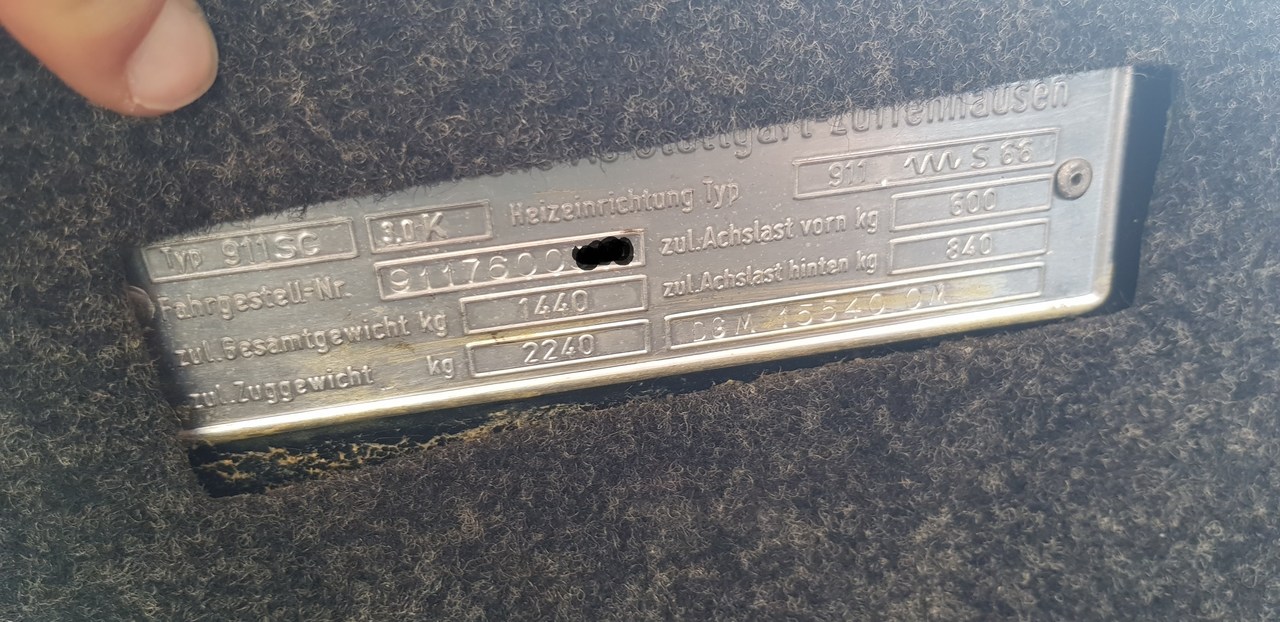 Stuttgart-Zuffenhausen
Typ 911SC 3.0K Heizeinrichtung Typ 911 S
Fahrgestell-Nr. 9117600 zul. Achslast vorn kg 600
zul. Gesamtgewicht kg 1440 zul. Achslast hinten kg 840
zul. Zuggewicht kg 2240